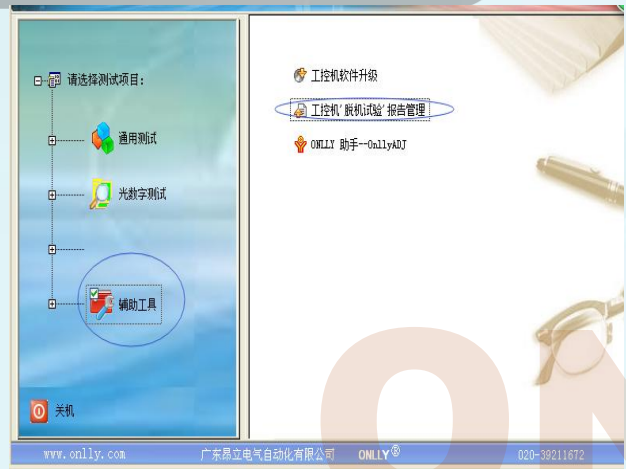 请选择测试项目:
通用测试
光数字测试
辅助工具
关机
工控机软件升级
工控机'脱机试验'报告管理
ONLLY 助手--OnllyADJ
www.onlly.com 广东昂立电气自动化有限公司 ONLLY® 020-39211672
ON